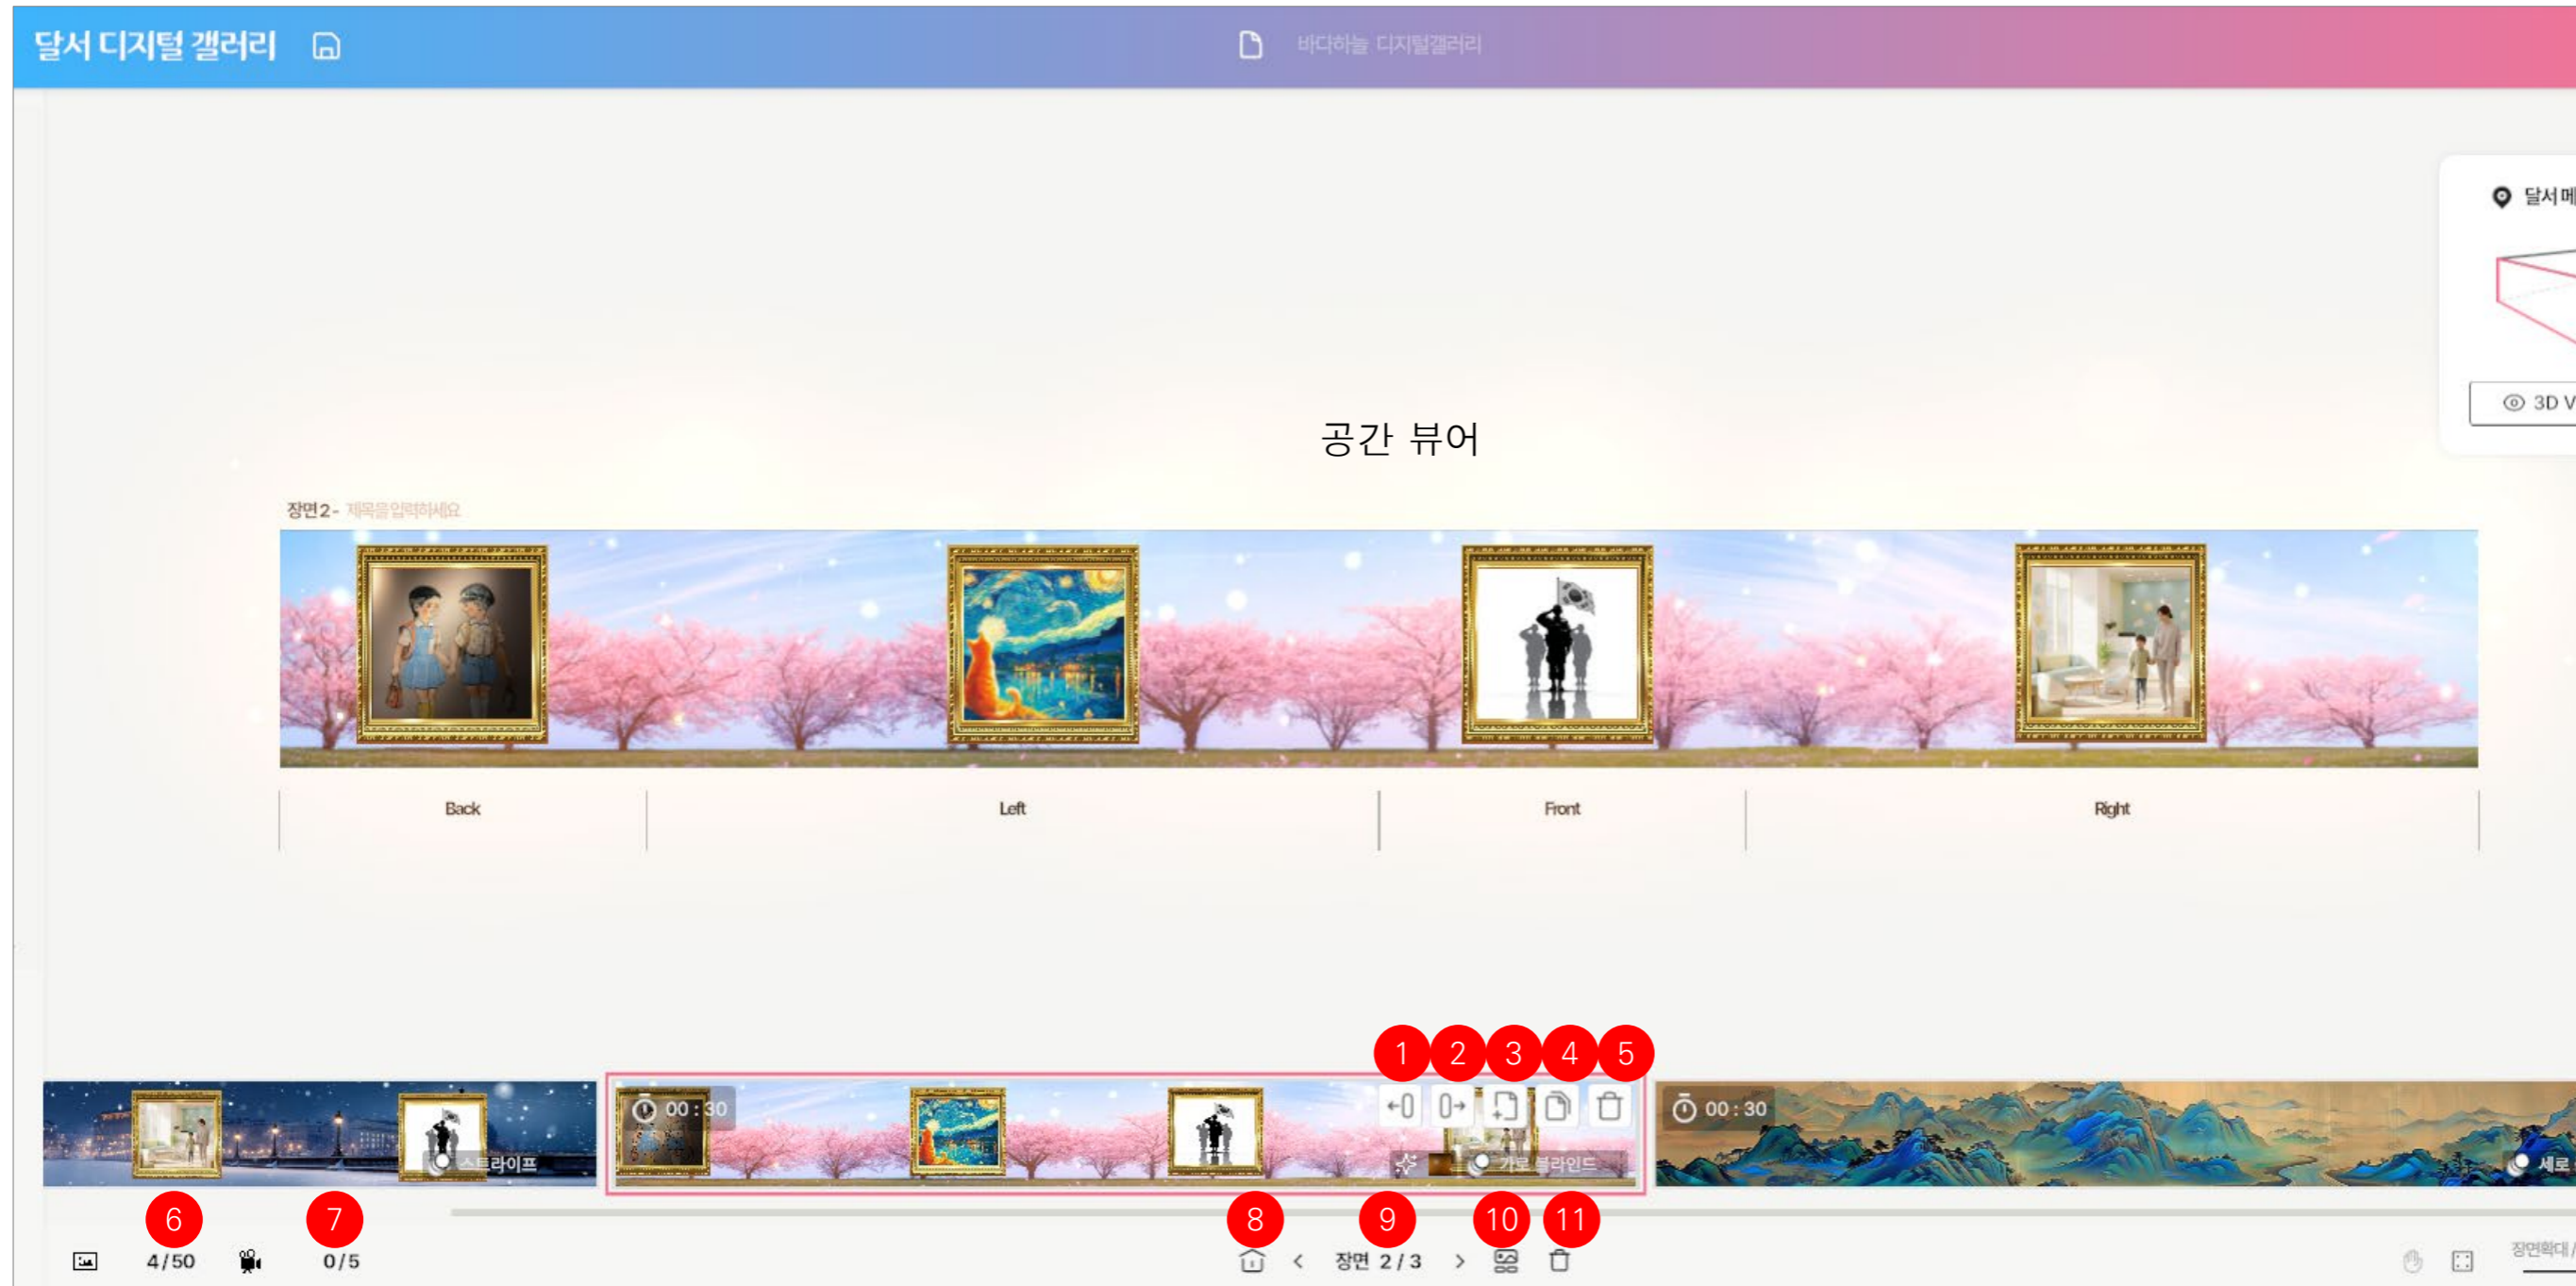 달서 디지털 갤러리
바다하늘 디지털갤러리
달서메
3D V
공간 뷰어
장면2 - 제목을입력하세요
Back Left Front Right
1 2 3 4 5
00 : 30 00 : 30
스트라이프 가로 블라인드 세로
6 7 8 9 10 11
4/50 0/5 장면 2 / 3 장면확대 /